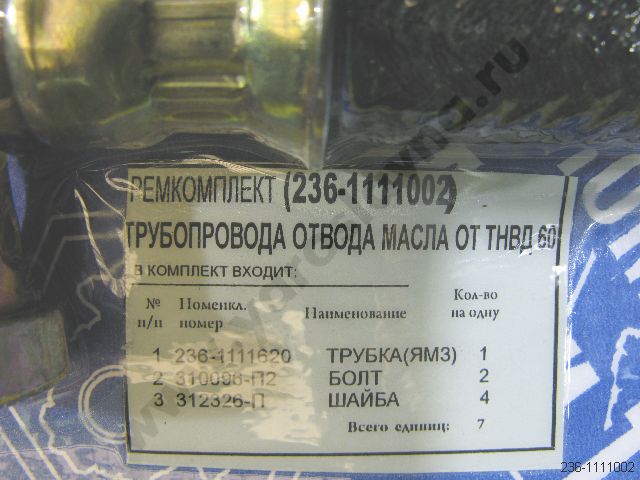 РЕМКОМПЛЕКТ (236-1111002)
ТРУБОПРОВОДА ОТВОДА МАСЛА ОТ ТНВД 60
В КОМПЛЕКТ ВХОДИТ:
№ п/п Номенкл. номер Наименование Кол-во на одну
1 236-1111620 ТРУБКА(ЯМЗ) 1
2 310096-П2 БОЛТ 2
3 312326-П ШАЙБА 4
Всего единиц: 7
236-1111002